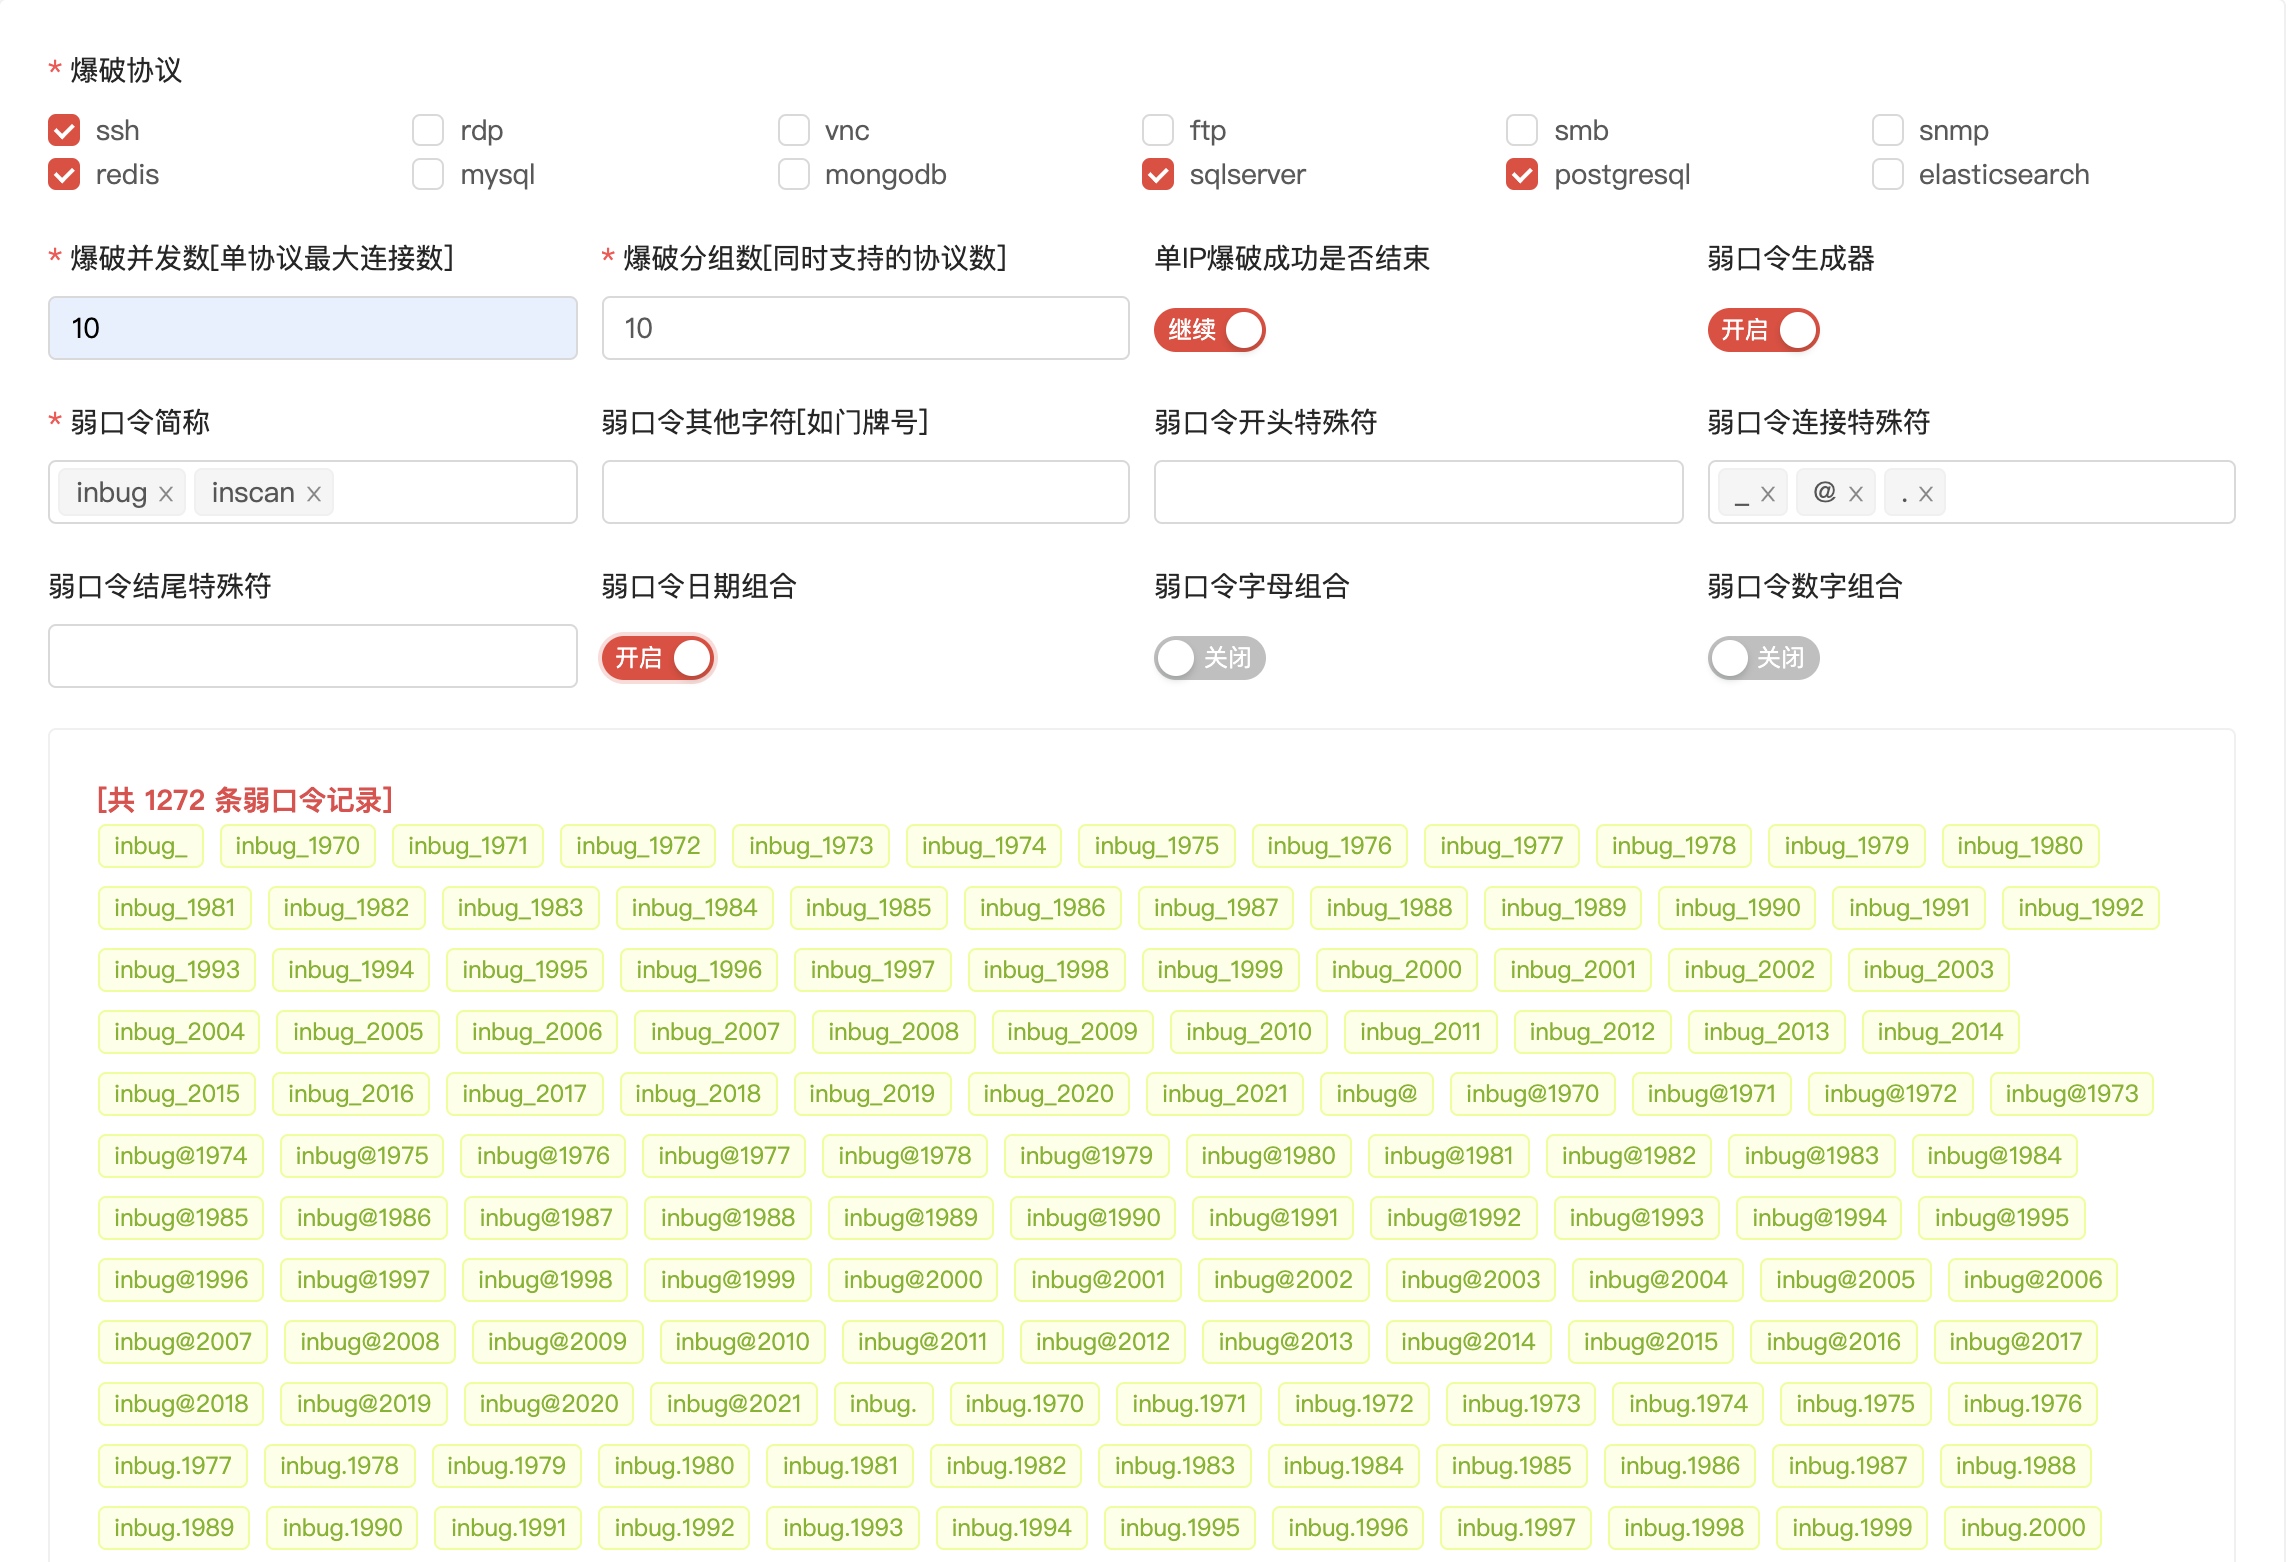 * 爆破协议
ssh rdp vnc ftp smb snmp
redis mysql mongodb sqlserver postgresql elasticsearch
* 爆破并发数[单协议最大连接数] * 爆破分组数[同时支持的协议数] 单IP爆破成功是否结束 弱口令生成器
10 10 继续 开启
* 弱口令简称 弱口令其他字符[如门牌号] 弱口令开头特殊符 弱口令连接特殊符
inbug x inscan x _ x @ x . x
弱口令结尾特殊符 弱口令日期组合 弱口令字母组合 弱口令数字组合
开启 关闭 关闭
[共 1272 条弱口令记录]
inbug_ inbug_1970 inbug_1971 inbug_1972 inbug_1973 inbug_1974 inbug_1975 inbug_1976 inbug_1977 inbug_1978 inbug_1979 inbug_1980
inbug_1981 inbug_1982 inbug_1983 inbug_1984 inbug_1985 inbug_1986 inbug_1987 inbug_1988 inbug_1989 inbug_1990 inbug_1991 inbug_1992
inbug_1993 inbug_1994 inbug_1995 inbug_1996 inbug_1997 inbug_1998 inbug_1999 inbug_2000 inbug_2001 inbug_2002 inbug_2003
inbug_2004 inbug_2005 inbug_2006 inbug_2007 inbug_2008 inbug_2009 inbug_2010 inbug_2011 inbug_2012 inbug_2013 inbug_2014
inbug_2015 inbug_2016 inbug_2017 inbug_2018 inbug_2019 inbug_2020 inbug_2021 inbug@ inbug@1970 inbug@1971 inbug@1972 inbug@1973
inbug@1974 inbug@1975 inbug@1976 inbug@1977 inbug@1978 inbug@1979 inbug@1980 inbug@1981 inbug@1982 inbug@1983 inbug@1984
inbug@1985 inbug@1986 inbug@1987 inbug@1988 inbug@1989 inbug@1990 inbug@1991 inbug@1992 inbug@1993 inbug@1994 inbug@1995
inbug@1996 inbug@1997 inbug@1998 inbug@1999 inbug@2000 inbug@2001 inbug@2002 inbug@2003 inbug@2004 inbug@2005 inbug@2006
inbug@2007 inbug@2008 inbug@2009 inbug@2010 inbug@2011 inbug@2012 inbug@2013 inbug@2014 inbug@2015 inbug@2016 inbug@2017
inbug@2018 inbug@2019 inbug@2020 inbug@2021 inbug. inbug.1970 inbug.1971 inbug.1972 inbug.1973 inbug.1974 inbug.1975 inbug.1976
inbug.1977 inbug.1978 inbug.1979 inbug.1980 inbug.1981 inbug.1982 inbug.1983 inbug.1984 inbug.1985 inbug.1986 inbug.1987 inbug.1988
inbug.1989 inbug.1990 inbug.1991 inbug.1992 inbug.1993 inbug.1994 inbug.1995 inbug.1996 inbug.1997 inbug.1998 inbug.1999 inbug.2000